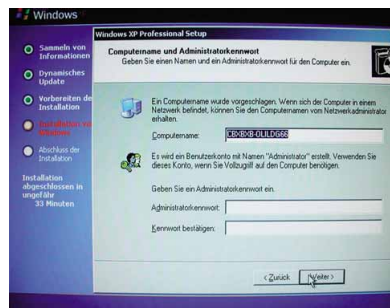 Windows
Sammeln von
Informationen
Dynamisches
Update
Vorbereiten de
Installation
Installation vo
Windows
Abschluss der
Installation
Installation
abgeschlossen in
ungefähr
33 Minuten
Windows XP Professional Setup
Computername und Administratorkennwort
Geben Sie einen Namen und ein Administratorkennwort für den Computer ein.
Ein Computername wurde vorgeschlagen. Wenn sich der Computer in einem
Netzwerk befindet, können Sie den Computernamen vom Netzwerkadministrator
erhalten.
Computername:
Es wird ein Benutzerkonto mit Namen "Administrator" erstellt. Verwenden Sie
dieses Konto, wenn Sie Vollzugriff auf den Computer benötigen.
Geben Sie ein Administratorkennwort ein.
Administratorkennwort:
Kennwort bestätigen:
< Zurück Weiter >